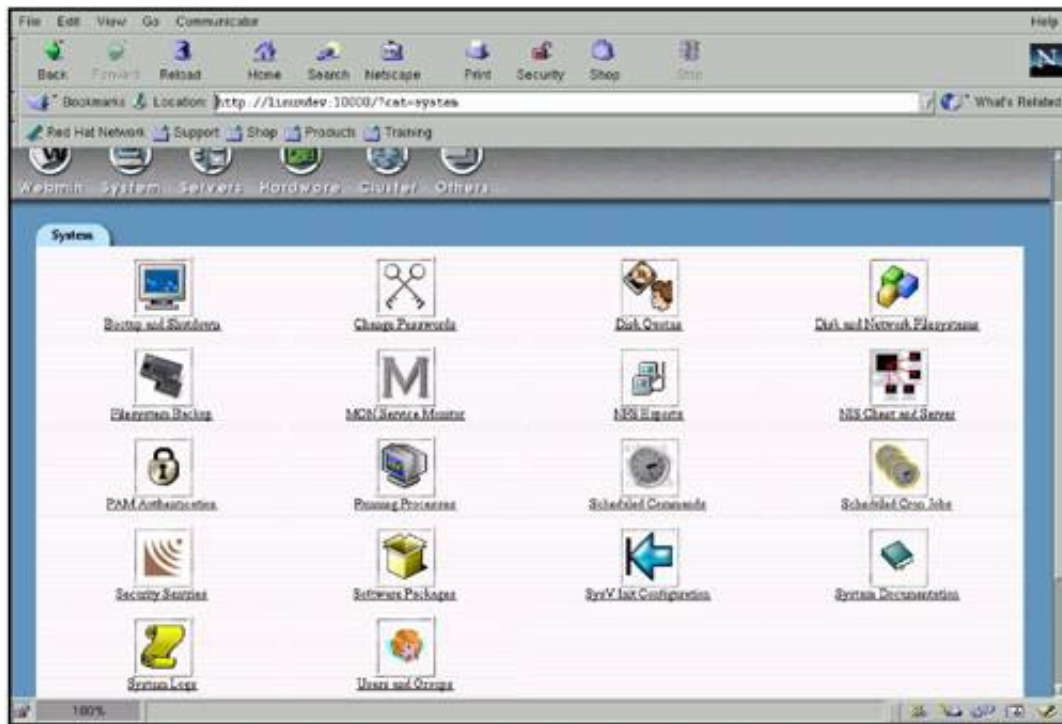 File Edit View Go Communicator Help
Back Forward Reload Home Search Netscape Print Security Shop Stop
Bookmarks Location: http://linuxdev:10000/?cat=system What's Related
Red Hat Network Support Shop Products Training
Webmin System Servers Hardware Cluster Others
System
Bootup and Shutdown Change Passwords Disk Quotas Disk and Network Filesystems
Filesystem Backup MON Service Monitor NFS Exports NIS Client and Server
PAM Authentication Running Processes Scheduled Commands Scheduled Cron Jobs
Security Sentries Software Packages SysV Init Configuration System Documentation
System Logs Users and Groups
100%